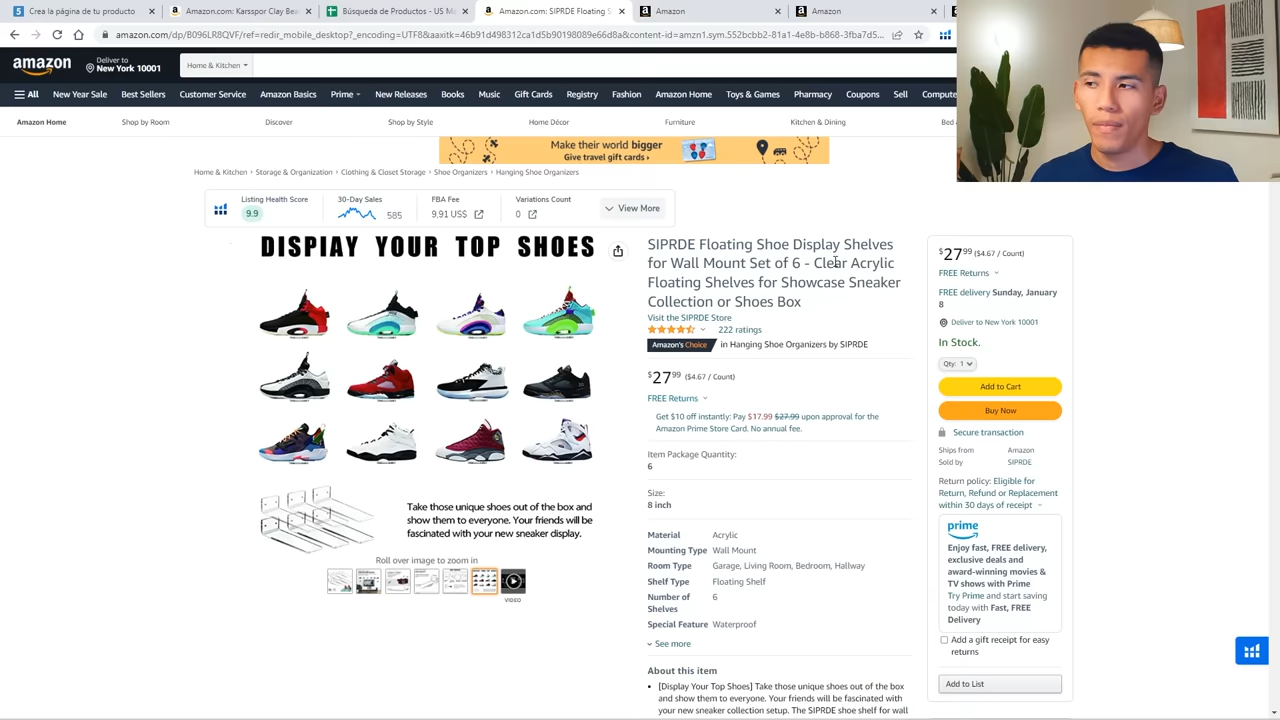 Crea la página de producto
Amazon.com: Karsspor Clay Bea
Búsqueda de Productos - US M
Amazon.com: SIPRDE Floating S
Amazon
Amazon
amazon.com/dp/B096LR8QVF/ref=redir_mobile_desktop?_encoding=UTF8&aaxitk=46b91d498312ca1d5b90198089e66d8a&content-id=amzn1.sym.552bcbb2-81a1-4e8b-b868-3fba7d5...
amazon
Deliver to
New York 10001
Home & Kitchen
All
New Year Sale
Best Sellers
Customer Service
Amazon Basics
Prime
New Releases
Books
Music
Gift Cards
Registry
Fashion
Amazon Home
Toys & Games
Pharmacy
Coupons
Sell
Compute
Amazon Home
Shop by Room
Discover
Shop by Style
Home Décor
Furniture
Kitchen & Dining
Bed &
Make their world bigger
Give travel gift cards ›
Home & Kitchen › Storage & Organization › Clothing & Closet Storage › Shoe Organizers › Hanging Shoe Organizers
Listing Health Score
9.9
30-Day Sales
585
FBA Fee
9,91 US$
Variations Count
0
View More
DISPLAY YOUR TOP SHOES
Take those unique shoes out of the box and
show them to everyone. Your friends will be
fascinated with your new sneaker display.
Roll over image to zoom in
VIDEO
SIPRDE Floating Shoe Display Shelves
for Wall Mount Set of 6 - Clear Acrylic
Floating Shelves for Showcase Sneaker
Collection or Shoes Box
Visit the SIPRDE Store
222 ratings
Amazon's Choice in Hanging Shoe Organizers by SIPRDE
$27⁹⁹ ($4.67 / Count)
FREE Returns
Get $10 off instantly: Pay $17.99 $27.99 upon approval for the
Amazon Prime Store Card. No annual fee.
Item Package Quantity:
6
Size:
8 inch
Material Acrylic
Mounting Type Wall Mount
Room Type Garage, Living Room, Bedroom, Hallway
Shelf Type Floating Shelf
Number of 6
Shelves
Special Feature Waterproof
See more
About this item
• [Display Your Top Shoes] Take those unique shoes out of the box
and show them to everyone. Your friends will be fascinated with
your new sneaker collection setup. The SIPRDE shoe shelf for wall
$27⁹⁹ ($4.67 / Count)
FREE Returns
FREE delivery Sunday, January
8
Deliver to New York 10001
In Stock.
Qty: 1
Add to Cart
Buy Now
Secure transaction
Ships from Amazon
Sold by SIPRDE
Return policy: Eligible for
Return, Refund or Replacement
within 30 days of receipt
prime
Enjoy fast, FREE delivery,
exclusive deals and
award-winning movies &
TV shows with Prime
Try Prime and start saving
today with Fast, FREE
Delivery
Add a gift receipt for easy
returns
Add to List